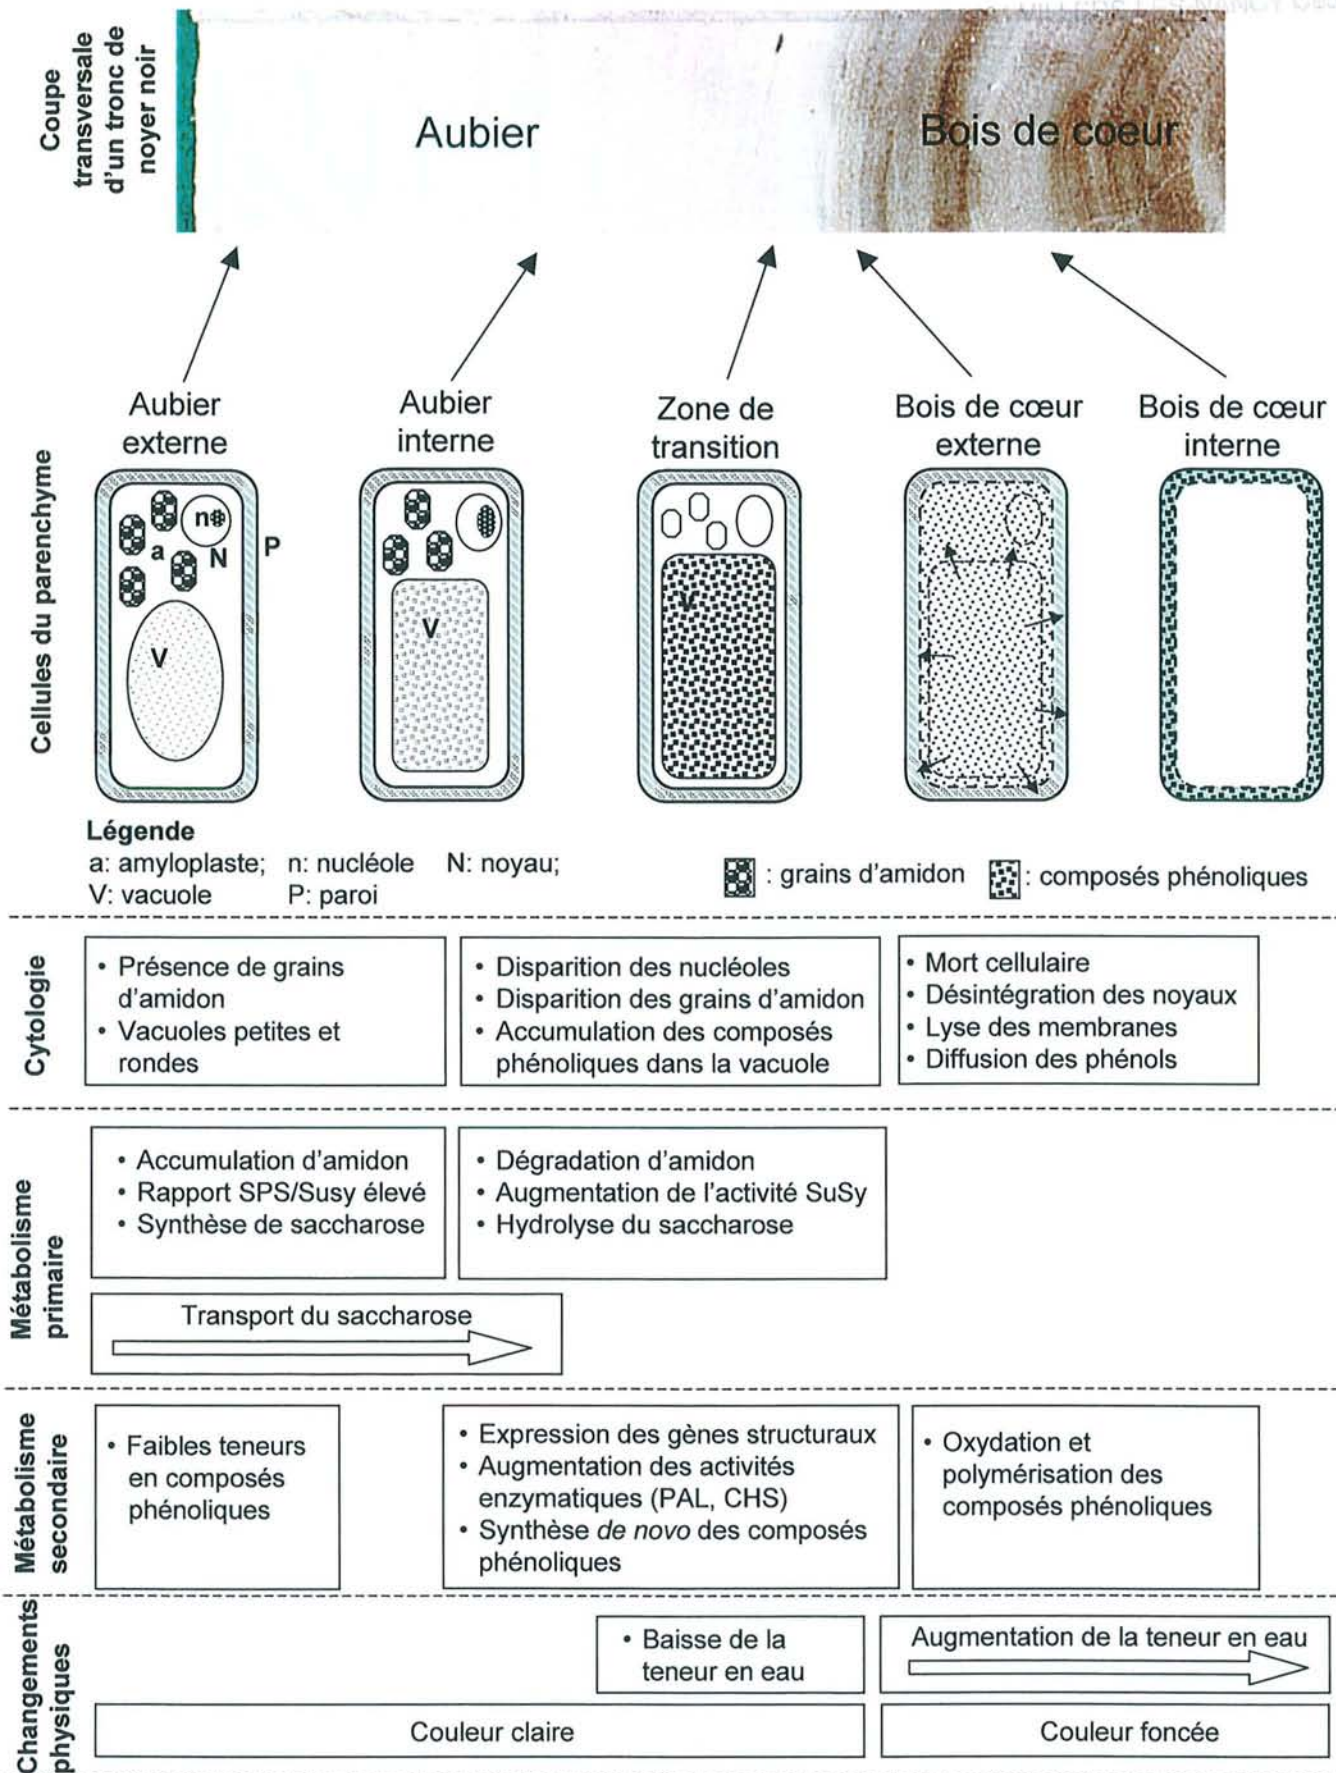 Coupe
transversale
d'un tronc de
noyer noir
Aubier
Bois de coeur
Aubier
externe
Aubier
interne
Zone de
transition
Bois de cœur
externe
Bois de cœur
interne
Cellules du parenchyme
n
a
N
P
V
V
V
Légende
a: amyloplaste; n: nucléole N: noyau;
V: vacuole P: paroi
: grains d'amidon : composés phénoliques
Cytologie
• Présence de grains
d'amidon
• Vacuoles petites et
rondes
• Disparition des nucléoles
• Disparition des grains d'amidon
• Accumulation des composés
phénoliques dans la vacuole
• Mort cellulaire
• Désintégration des noyaux
• Lyse des membranes
• Diffusion des phénols
Métabolisme
primaire
• Accumulation d'amidon
• Rapport SPS/Susy élevé
• Synthèse de saccharose
• Dégradation d'amidon
• Augmentation de l'activité SuSy
• Hydrolyse du saccharose
Transport du saccharose
Métabolisme
secondaire
• Faibles teneurs
en composés
phénoliques
• Expression des gènes structuraux
• Augmentation des activités
enzymatiques (PAL, CHS)
• Synthèse de novo des composés
phénoliques
• Oxydation et
polymérisation des
composés phénoliques
Changements
physiques
• Baisse de la
teneur en eau
Augmentation de la teneur en eau
Couleur claire
Couleur foncée